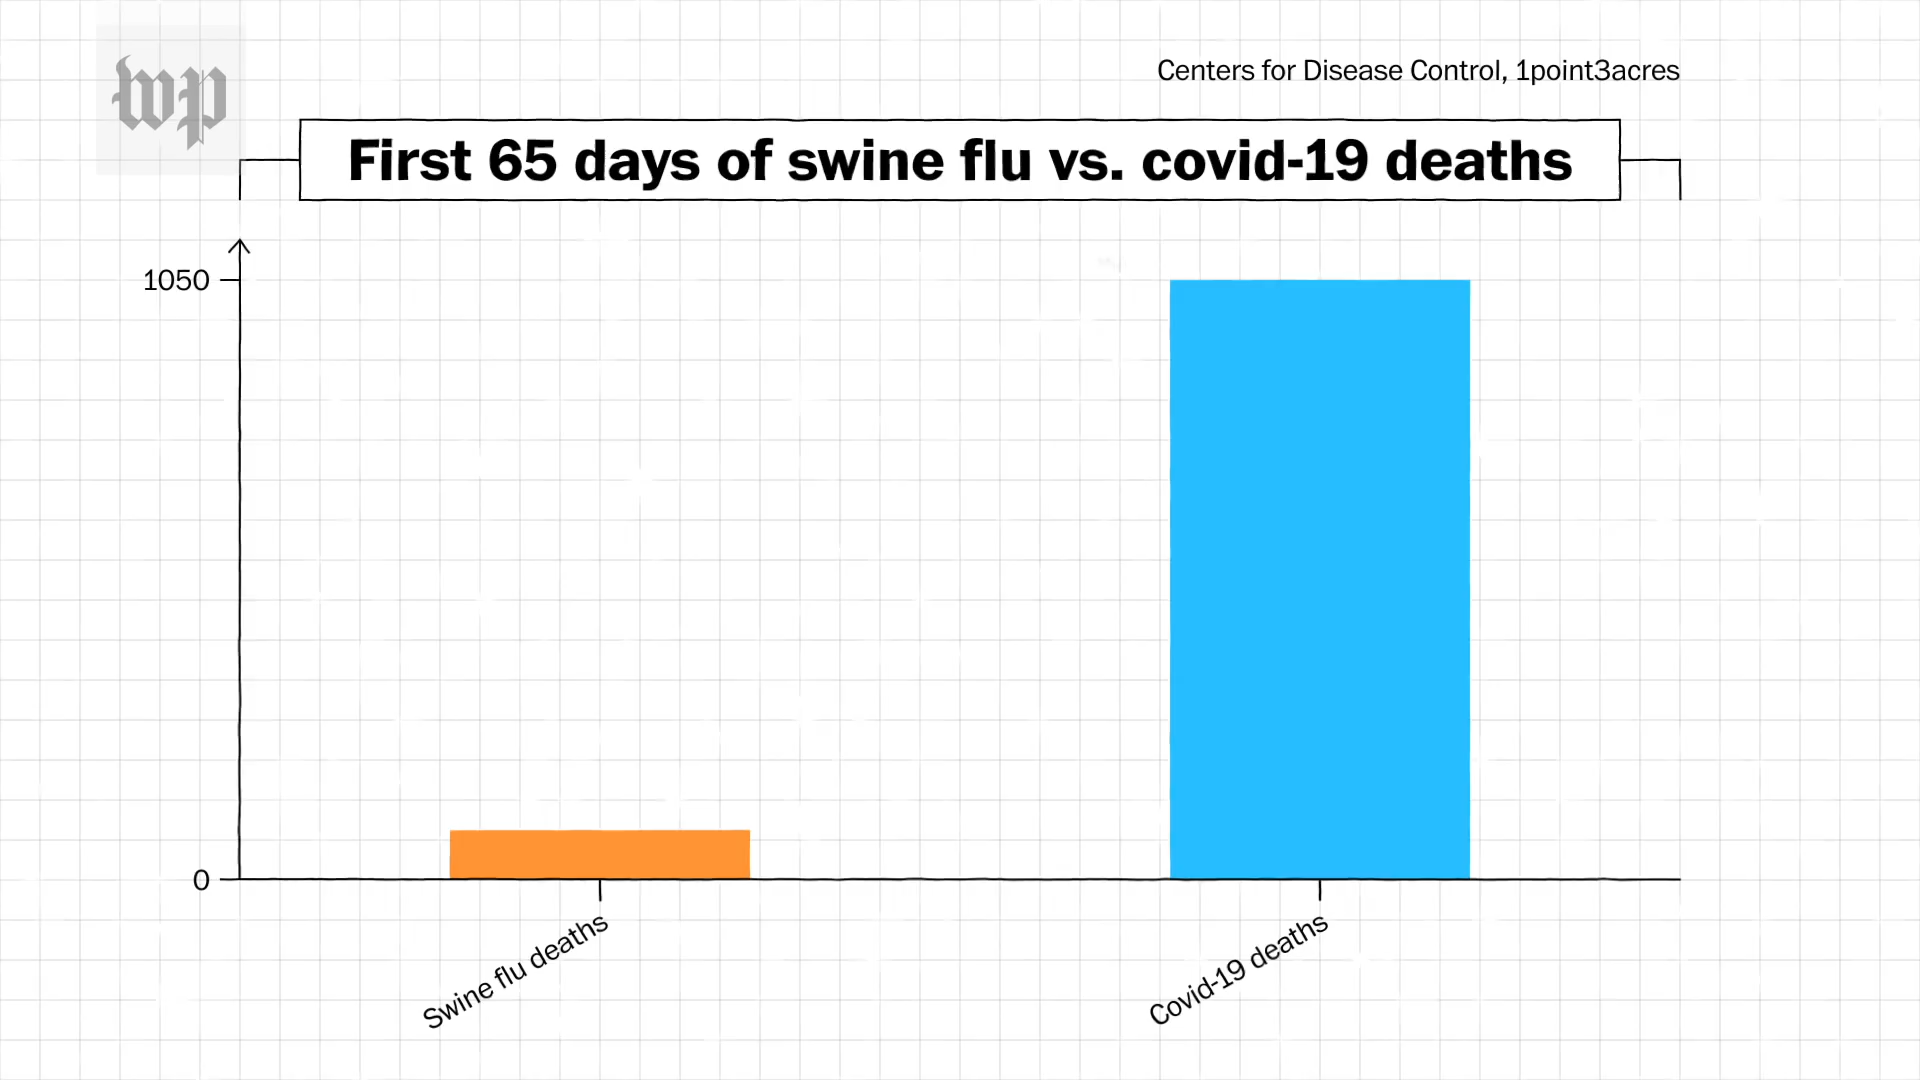 wp
Centers for Disease Control, 1point3acres
First 65 days of swine flu vs. covid-19 deaths
1050
0
Swine flu deaths
Covid-19 deaths